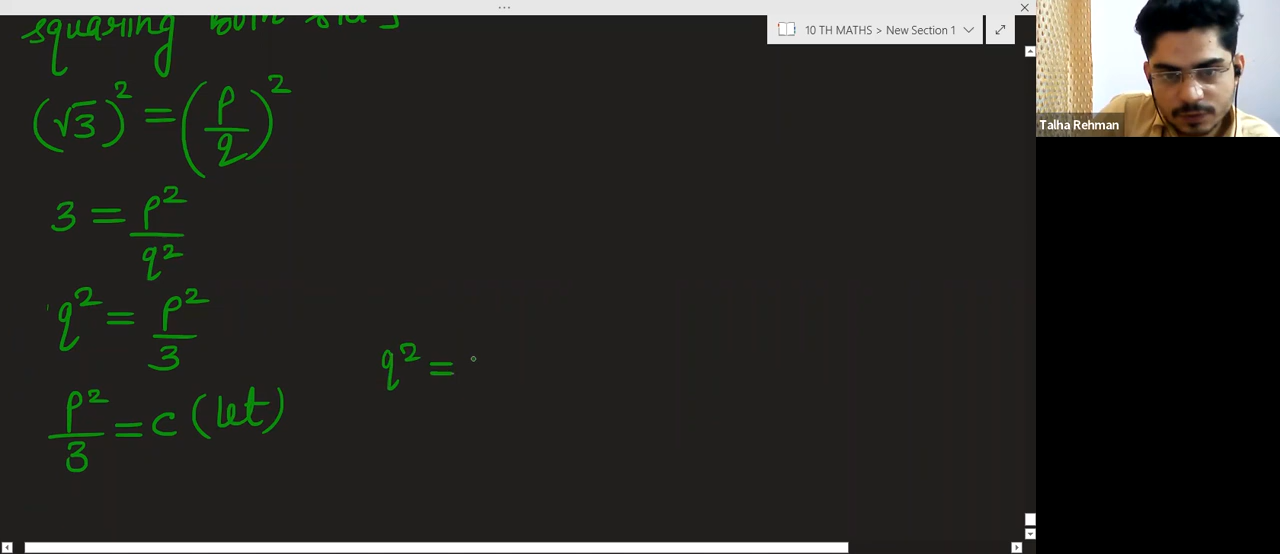 squaring both sides
10 TH MATHS > New Section 1
(√3)² = (p/q)²
Talha Rehman
3 = p²/q²
q² = p²/3
q² =
p²/3 = c (let)